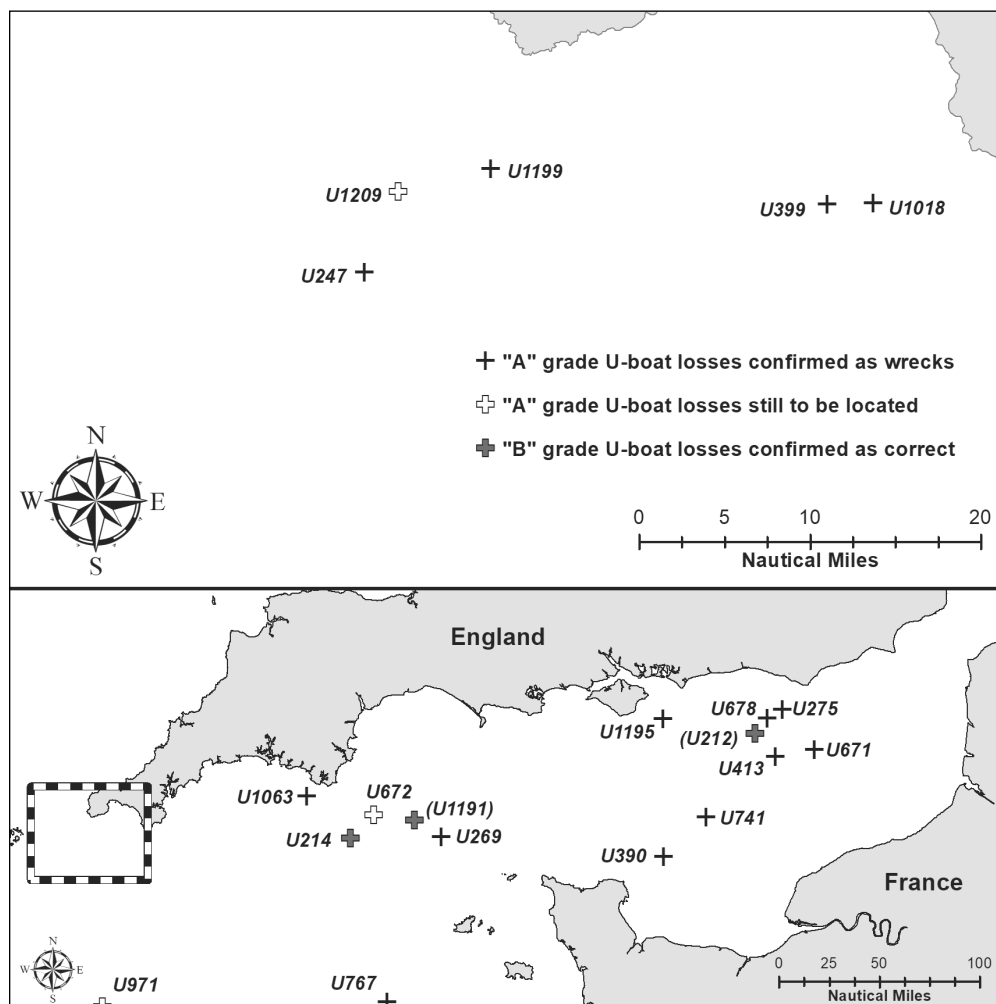 U1199
U1209
U399
U1018
U247
"A" grade U-boat losses confirmed as wrecks
"A" grade U-boat losses still to be located
"B" grade U-boat losses confirmed as correct
N
W
E
S
0 5 10 20
Nautical Miles
England
U678
U275
U1195
(U212)
U671
U413
U1063
U672
(U1191)
U214
U269
U741
U390
France
N
W
E
S
U971
U767
0 25 50 100
Nautical Miles